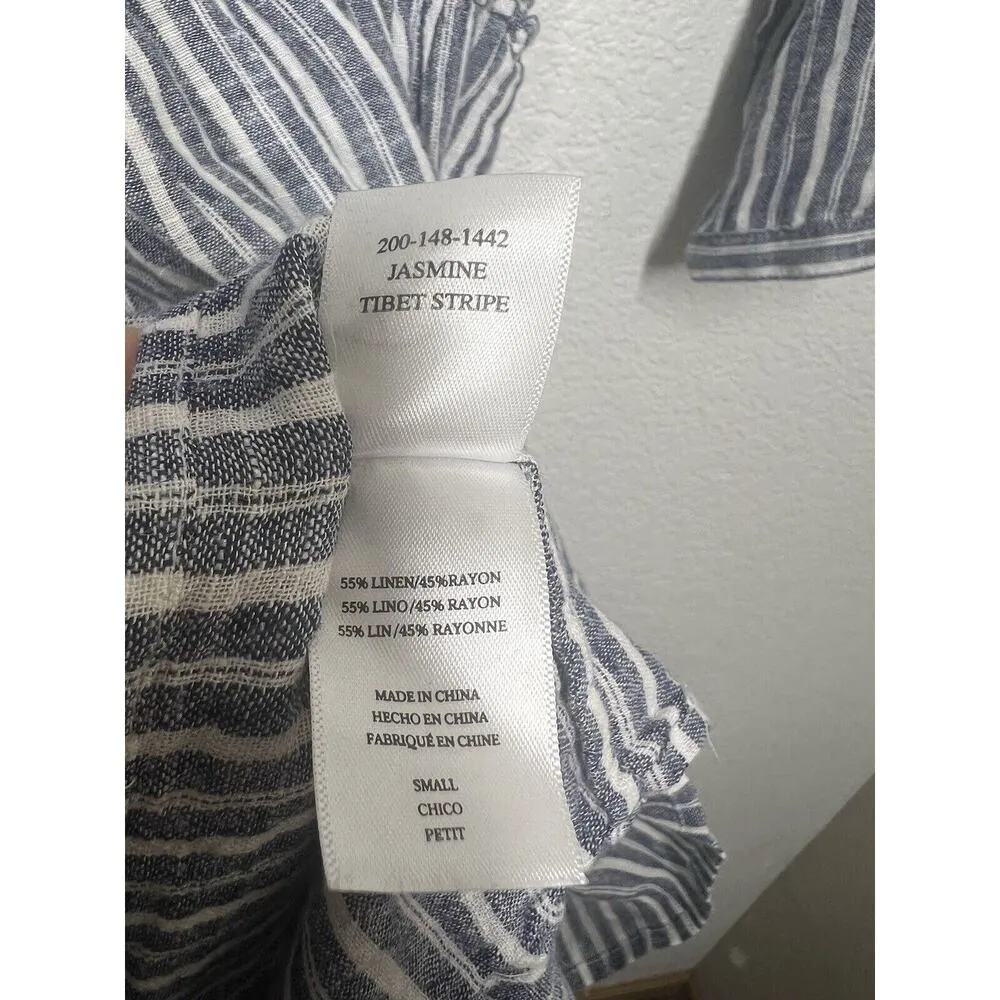 200-148-1442
JASMINE
TIBET STRIPE
55% LINEN/45%RAYON
55% LINO/45% RAYON
55% LIN/45% RAYONNE
MADE IN CHINA
HECHO EN CHINA
FABRIQUÉ EN CHINE
SMALL
CHICO
PETIT